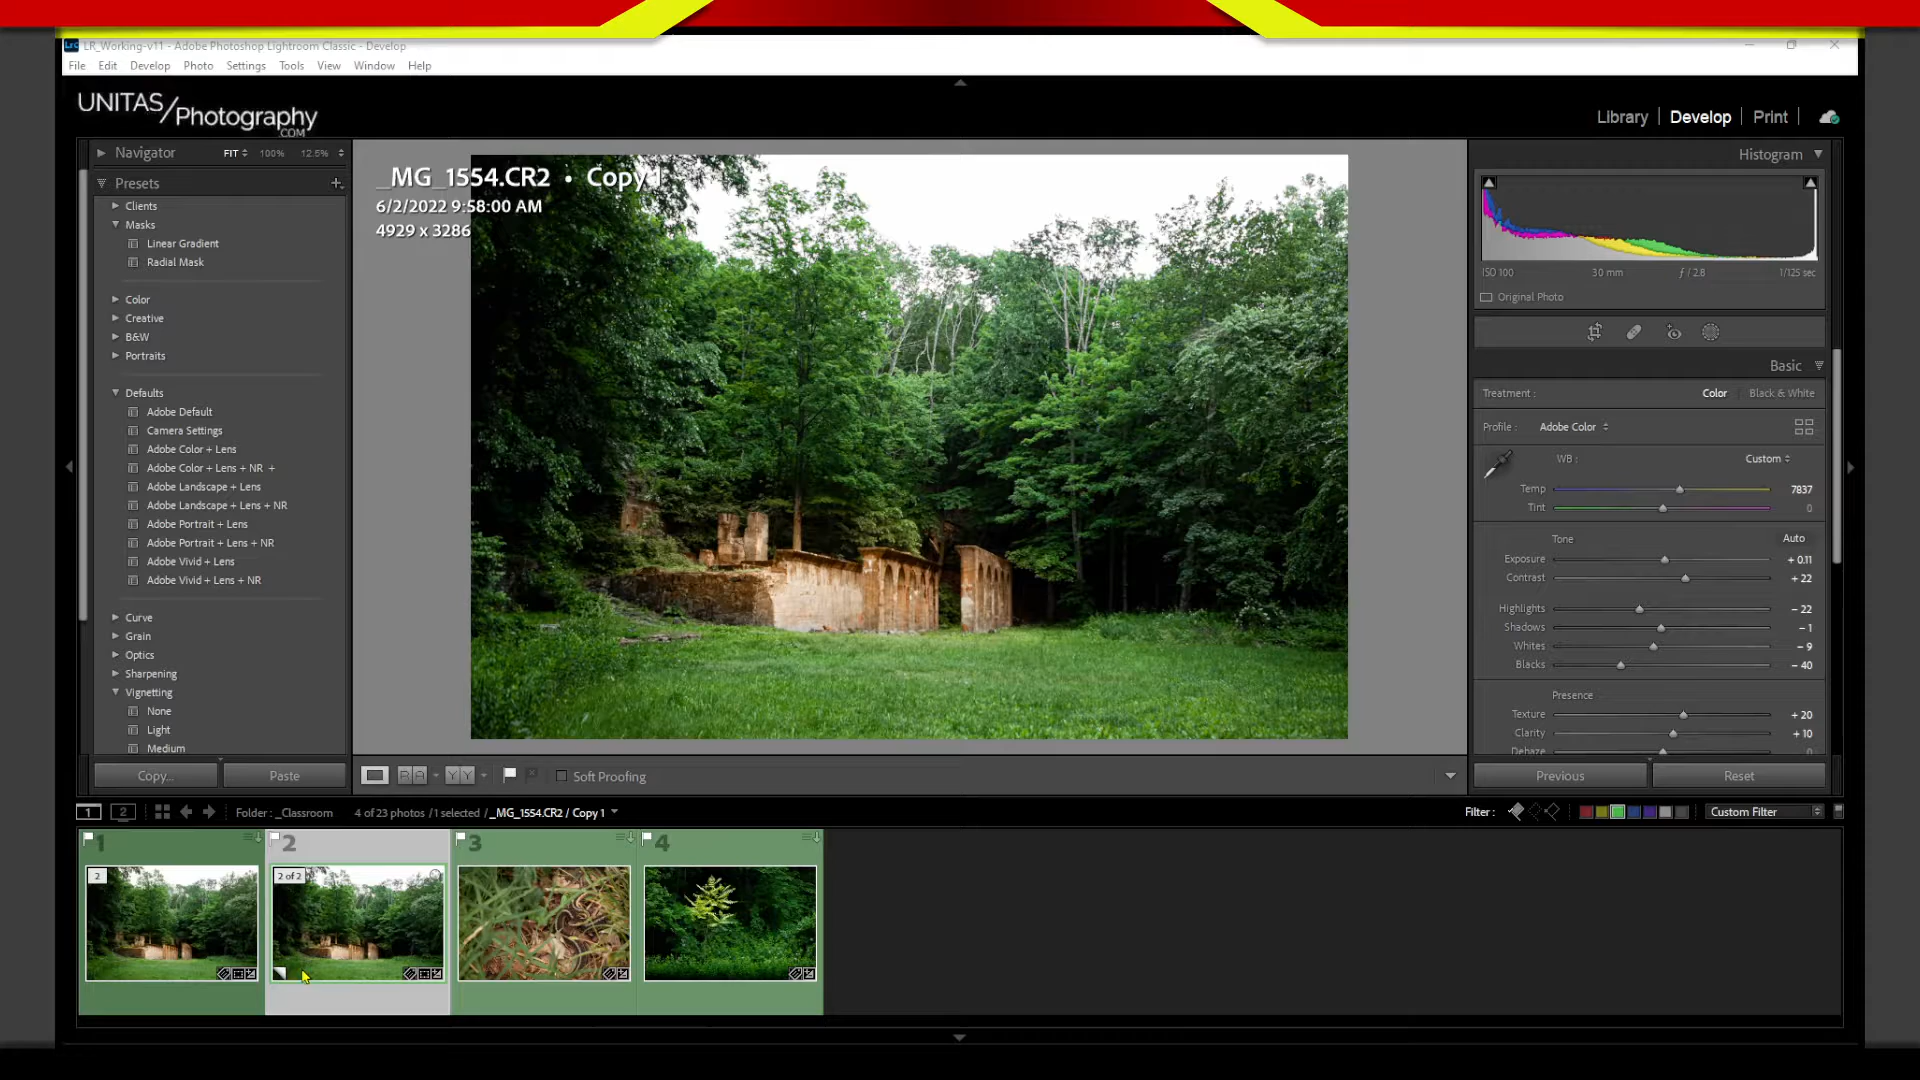 LR_Working-v11 - Adobe Photoshop Lightroom Classic - Develop
File Edit Develop Photo Settings Tools View Window Help
UNITAS/Photography
.COM
Library | Develop | Print
Navigator FIT 100% 12.5%
Presets
Clients
Masks
Linear Gradient
Radial Mask
Color
Creative
B&W
Portraits
Defaults
Adobe Default
Camera Settings
Adobe Color + Lens
Adobe Color + Lens + NR +
Adobe Landscape + Lens
Adobe Landscape + Lens + NR
Adobe Portrait + Lens
Adobe Portrait + Lens + NR
Adobe Vivid + Lens
Adobe Vivid + Lens + NR
Curve
Grain
Optics
Sharpening
Vignetting
None
Light
Medium
Copy... Paste
_MG_1554.CR2 • Copy 1
6/2/2022 9:58:00 AM
4929 x 3286
Histogram
ISO 100 30 mm ƒ / 2.8 1/125 sec
Original Photo
Basic
Treatment : Color Black & White
Profile : Adobe Color
WB : Custom
Temp 7837
Tint 0
Tone Auto
Exposure + 0.11
Contrast + 22
Highlights − 22
Shadows − 1
Whites − 9
Blacks − 40
Presence
Texture + 20
Clarity + 10
Dehaze 0
Previous Reset
R A Y Y Soft Proofing
1 2 Folder : _Classroom 4 of 23 photos / 1 selected / _MG_1554.CR2 / Copy 1
Filter : Custom Filter
1 2 3 4
2 2 of 2